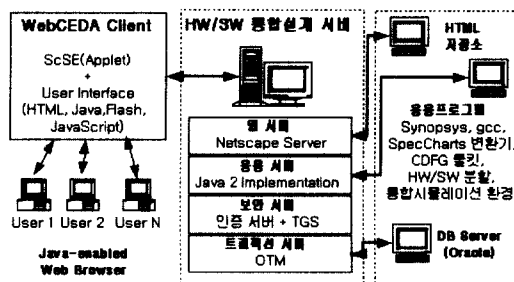 WebCEDA Client
ScSE(Applet)
+
User Interface
(HTML, Java,Flash,
JavaScript)
User 1 User 2 User N
Java-enabled
Web Browser
HW/SW 통합설계 서버
웹 서버
Netscape Server
응용 서버
Java 2 Implementation
보안 서버
인증 서버 + TGS
트랜잭션 서버
OTM
HTML
저장소
응용프로그램
Synopsys, gcc,
SpecCharts 변환기,
CDFG 툴킷,
HW/SW 분할,
통합시뮬레이션 환경
DB Server
(Oracle)